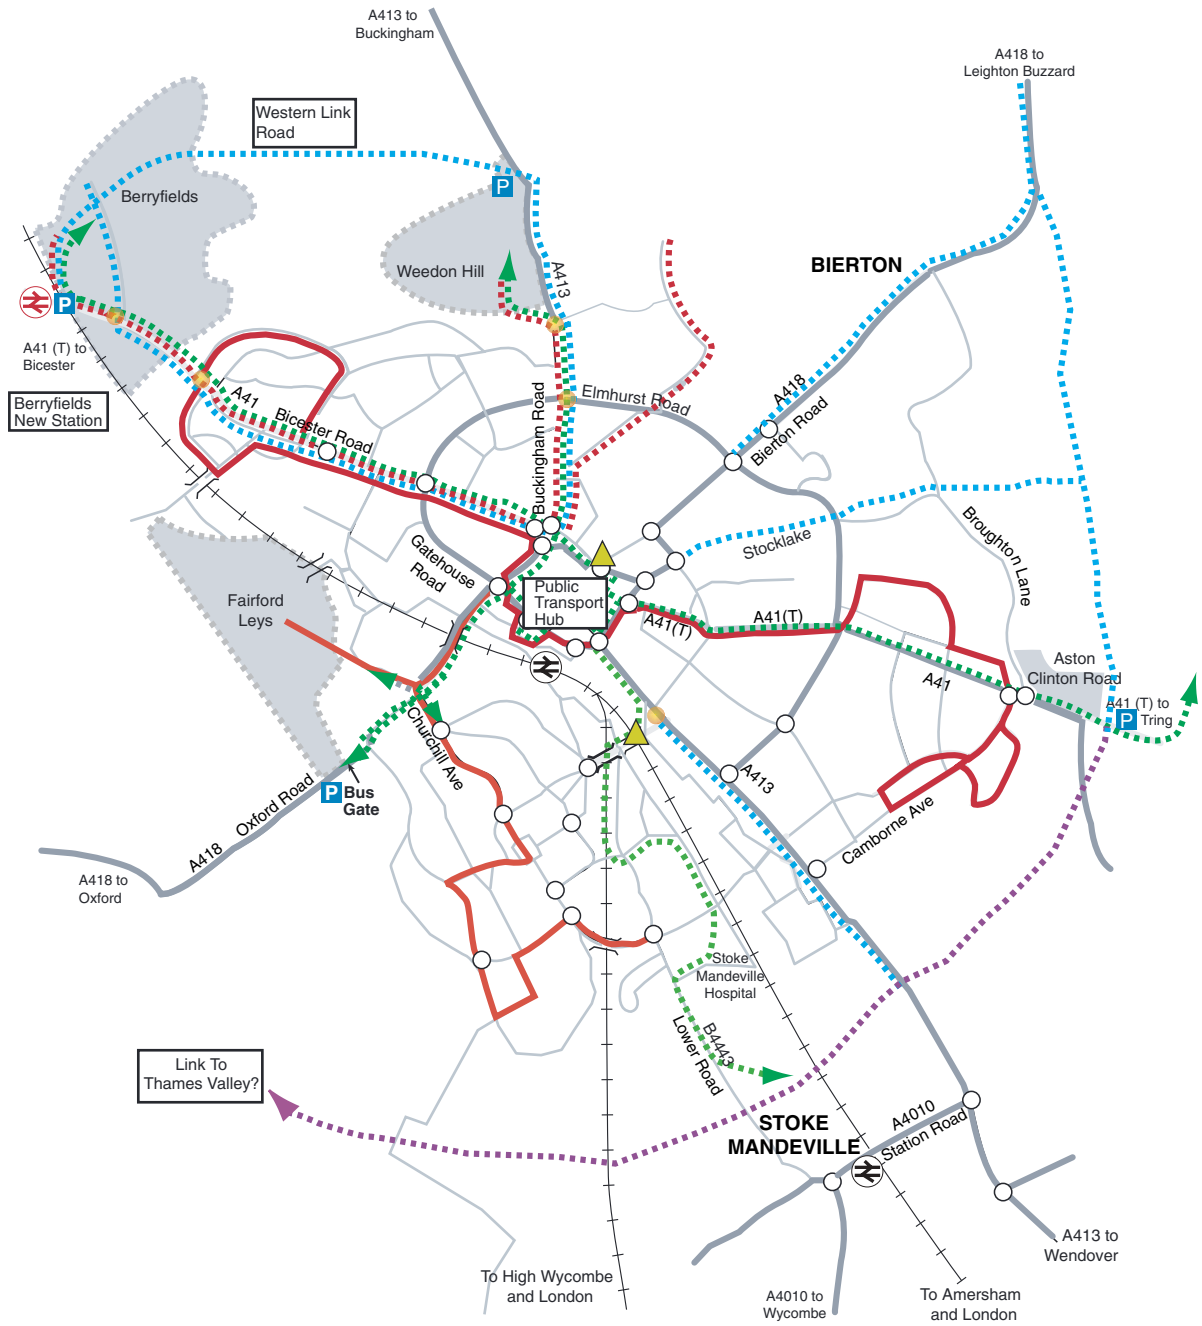 A413 to
Buckingham
A418 to
Leighton Buzzard
Western Link
Road
Berryfields
Weedon Hill
A413
BIERTON
P
P
A41 (T) to
Bicester
Berryfields
New Station
A41
Bicester Road
Buckingham Road
Elmhurst Road
A418
Bierton Road
Gatehouse
Road
Stocklake
Broughton Lane
Public
Transport
Hub
A41(T)
A41(T)
Fairford
Leys
A41
Aston
Clinton Road
A41 (T) to
Tring
P
Churchill Ave
P
Bus
Gate
Oxford Road
A418
A418 to
Oxford
A413
Camborne Ave
Stoke
Mandeville
Hospital
B4443
Lower Road
Link To
Thames Valley?
STOKE
MANDEVILLE
A4010
Station Road
A413 to
Wendover
To High Wycombe
and London
A4010 to
Wycombe
To Amersham
and London